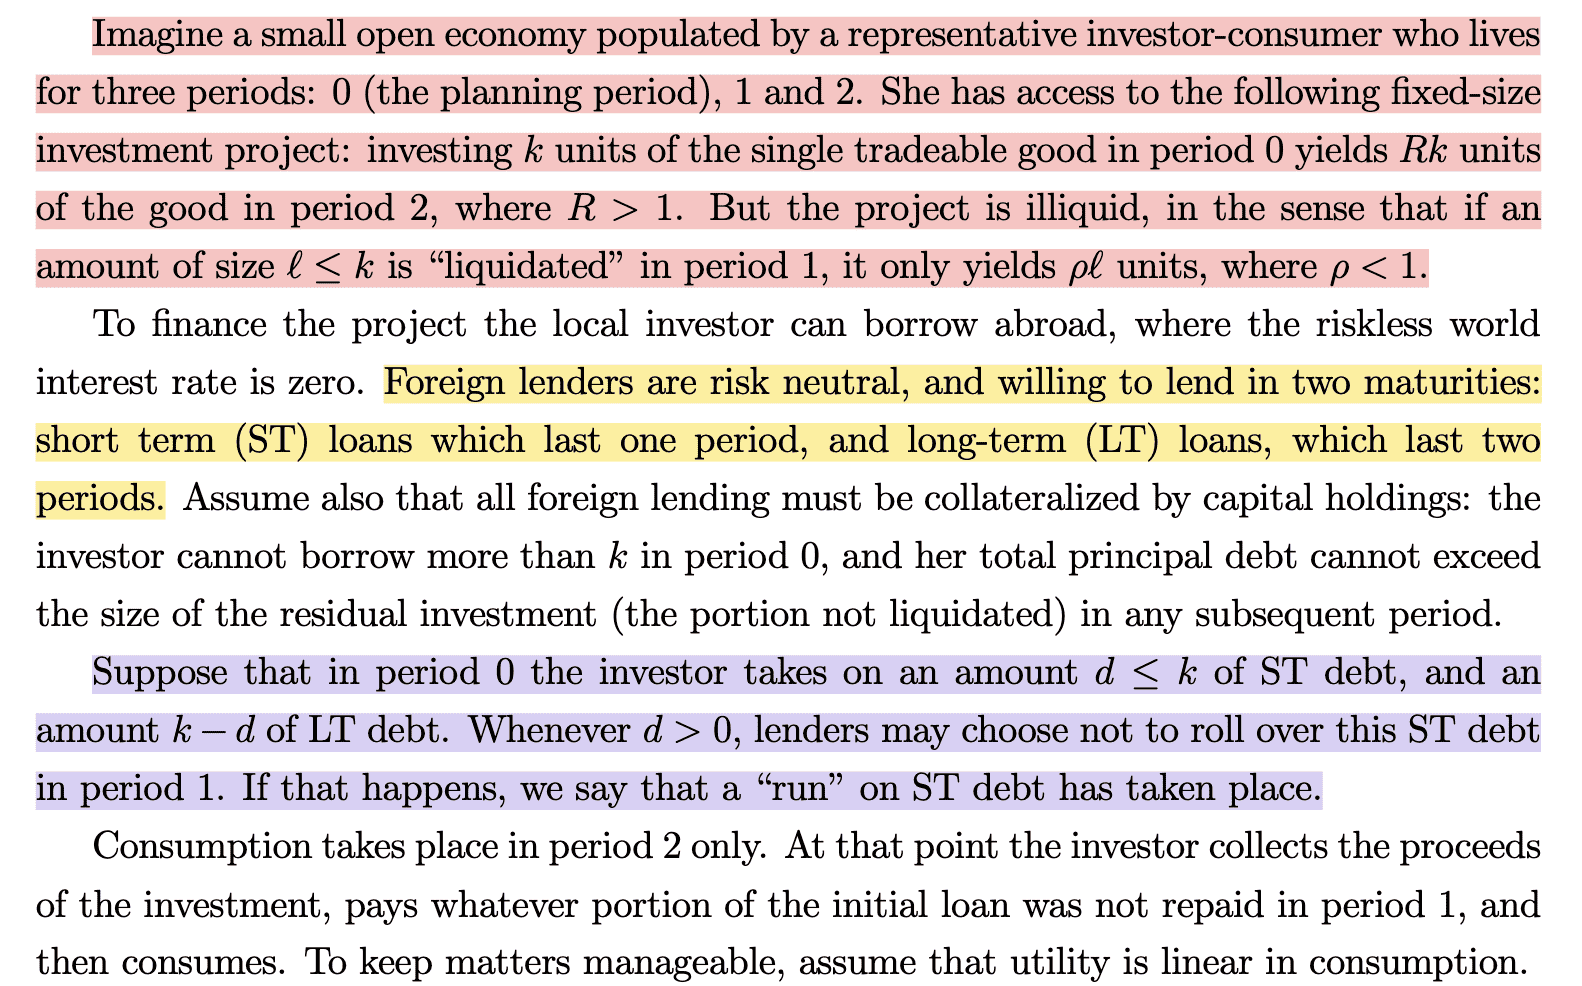 Imagine a small open economy populated by a representative investor-consumer who lives
for three periods: 0 (the planning period), 1 and 2. She has access to the following fixed-size
investment project: investing k units of the single tradeable good in period 0 yields Rk units
of the good in period 2, where R > 1. But the project is illiquid, in the sense that if an
amount of size ℓ ≤ k is “liquidated” in period 1, it only yields ρℓ units, where ρ < 1.
To finance the project the local investor can borrow abroad, where the riskless world
interest rate is zero. Foreign lenders are risk neutral, and willing to lend in two maturities:
short term (ST) loans which last one period, and long-term (LT) loans, which last two
periods. Assume also that all foreign lending must be collateralized by capital holdings: the
investor cannot borrow more than k in period 0, and her total principal debt cannot exceed
the size of the residual investment (the portion not liquidated) in any subsequent period.
Suppose that in period 0 the investor takes on an amount d ≤ k of ST debt, and an
amount k − d of LT debt. Whenever d > 0, lenders may choose not to roll over this ST debt
in period 1. If that happens, we say that a “run” on ST debt has taken place.
Consumption takes place in period 2 only. At that point the investor collects the proceeds
of the investment, pays whatever portion of the initial loan was not repaid in period 1, and
then consumes. To keep matters manageable, assume that utility is linear in consumption.